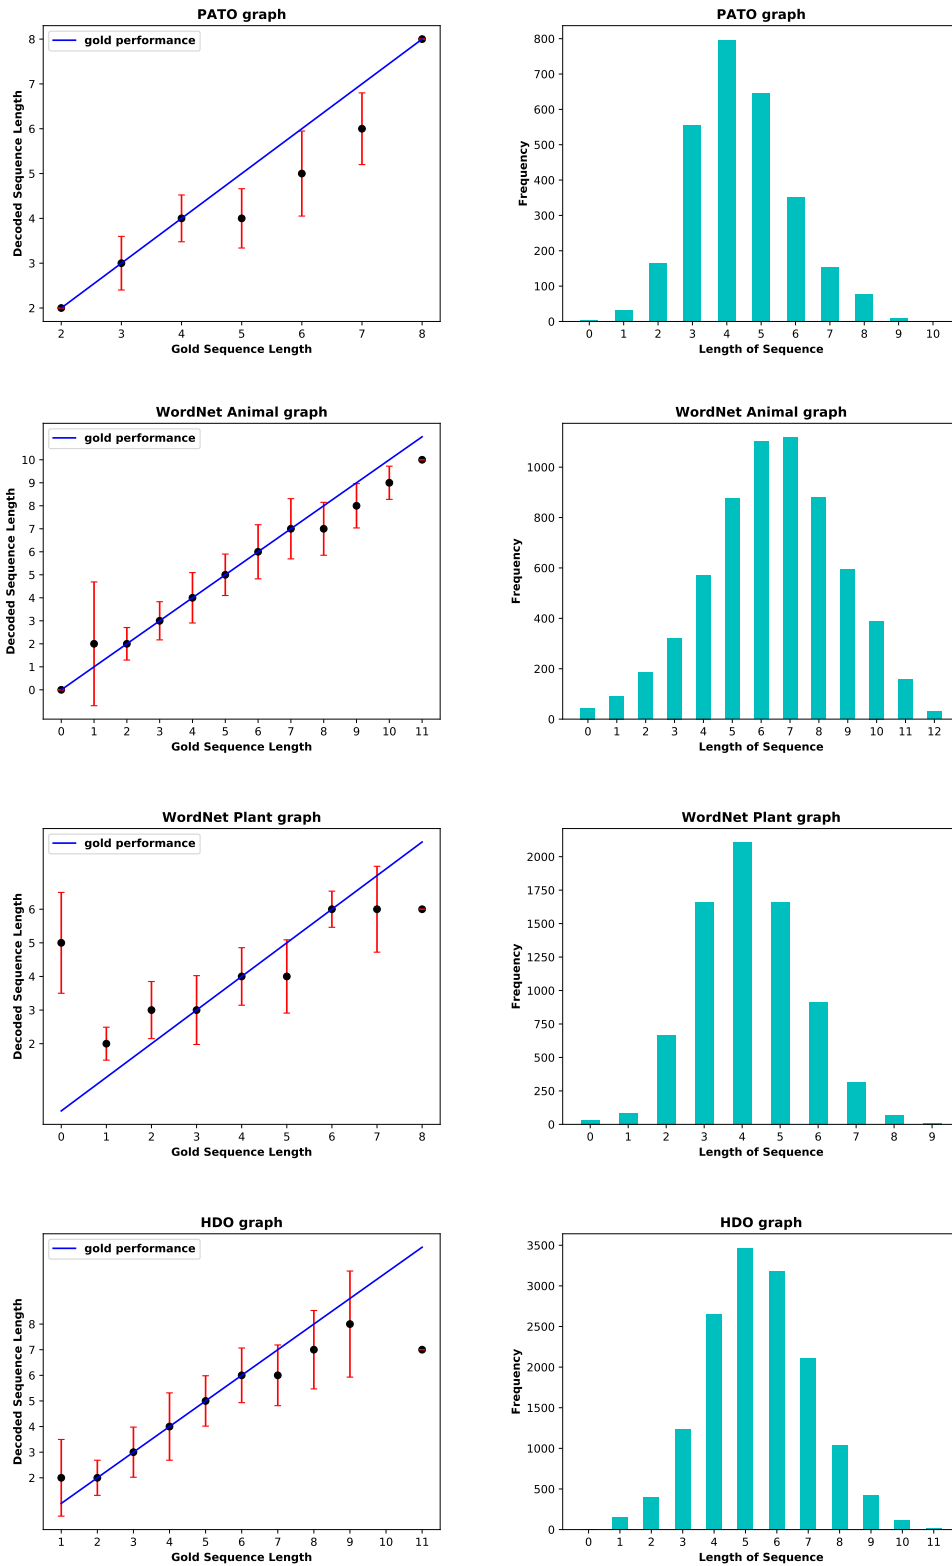 PATO graph
gold performance
8
7
6
5
4
3
2
2 3 4 5 6 7 8
Decoded Sequence Length
Gold Sequence Length
PATO graph
800
700
600
500
400
300
200
100
0
0 1 2 3 4 5 6 7 8 9 10
Frequency
Length of Sequence
WordNet Animal graph
gold performance
10
9
8
7
6
5
4
3
2
1
0
0 1 2 3 4 5 6 7 8 9 10 11
Decoded Sequence Length
Gold Sequence Length
WordNet Animal graph
1000
800
600
400
200
0
0 1 2 3 4 5 6 7 8 9 10 11 12
Frequency
Length of Sequence
WordNet Plant graph
gold performance
6
5
4
3
2
0 1 2 3 4 5 6 7 8
Decoded Sequence Length
Gold Sequence Length
WordNet Plant graph
2000
1750
1500
1250
1000
750
500
250
0
0 1 2 3 4 5 6 7 8 9
Frequency
Length of Sequence
HDO graph
gold performance
8
7
6
5
4
3
2
1 2 3 4 5 6 7 8 9 10 11
Decoded Sequence Length
Gold Sequence Length
HDO graph
3500
3000
2500
2000
1500
1000
500
0
0 1 2 3 4 5 6 7 8 9 10 11
Frequency
Length of Sequence